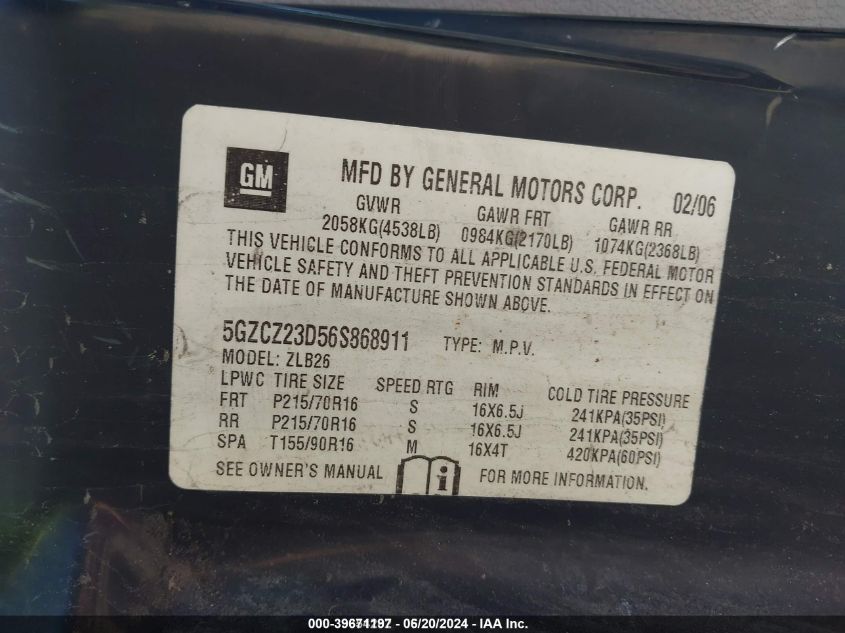 GM
MFD BY GENERAL MOTORS CORP. 02/06
GVWR GAWR FRT GAWR RR
2058KG(4538LB) 0984KG(2170LB) 1074KG(2368LB)
THIS VEHICLE CONFORMS TO ALL APPLICABLE U.S. FEDERAL MOTOR
VEHICLE SAFETY AND THEFT PREVENTION STANDARDS IN EFFECT ON
THE DATE OF MANUFACTURE SHOWN ABOVE.
5GZCZ23D56S868911 TYPE: M.P.V.
MODEL: ZLB26
LPWC TIRE SIZE SPEED RTG RIM COLD TIRE PRESSURE
FRT P215/70R16 S 16X6.5J 241KPA(35PSI)
RR P215/70R16 S 16X6.5J 241KPA(35PSI)
SPA T155/90R16 M 16X4T 420KPA(60PSI)
SEE OWNER'S MANUAL i FOR MORE INFORMATION.
000-39671197 / 06/20/2024 - IAA Inc.